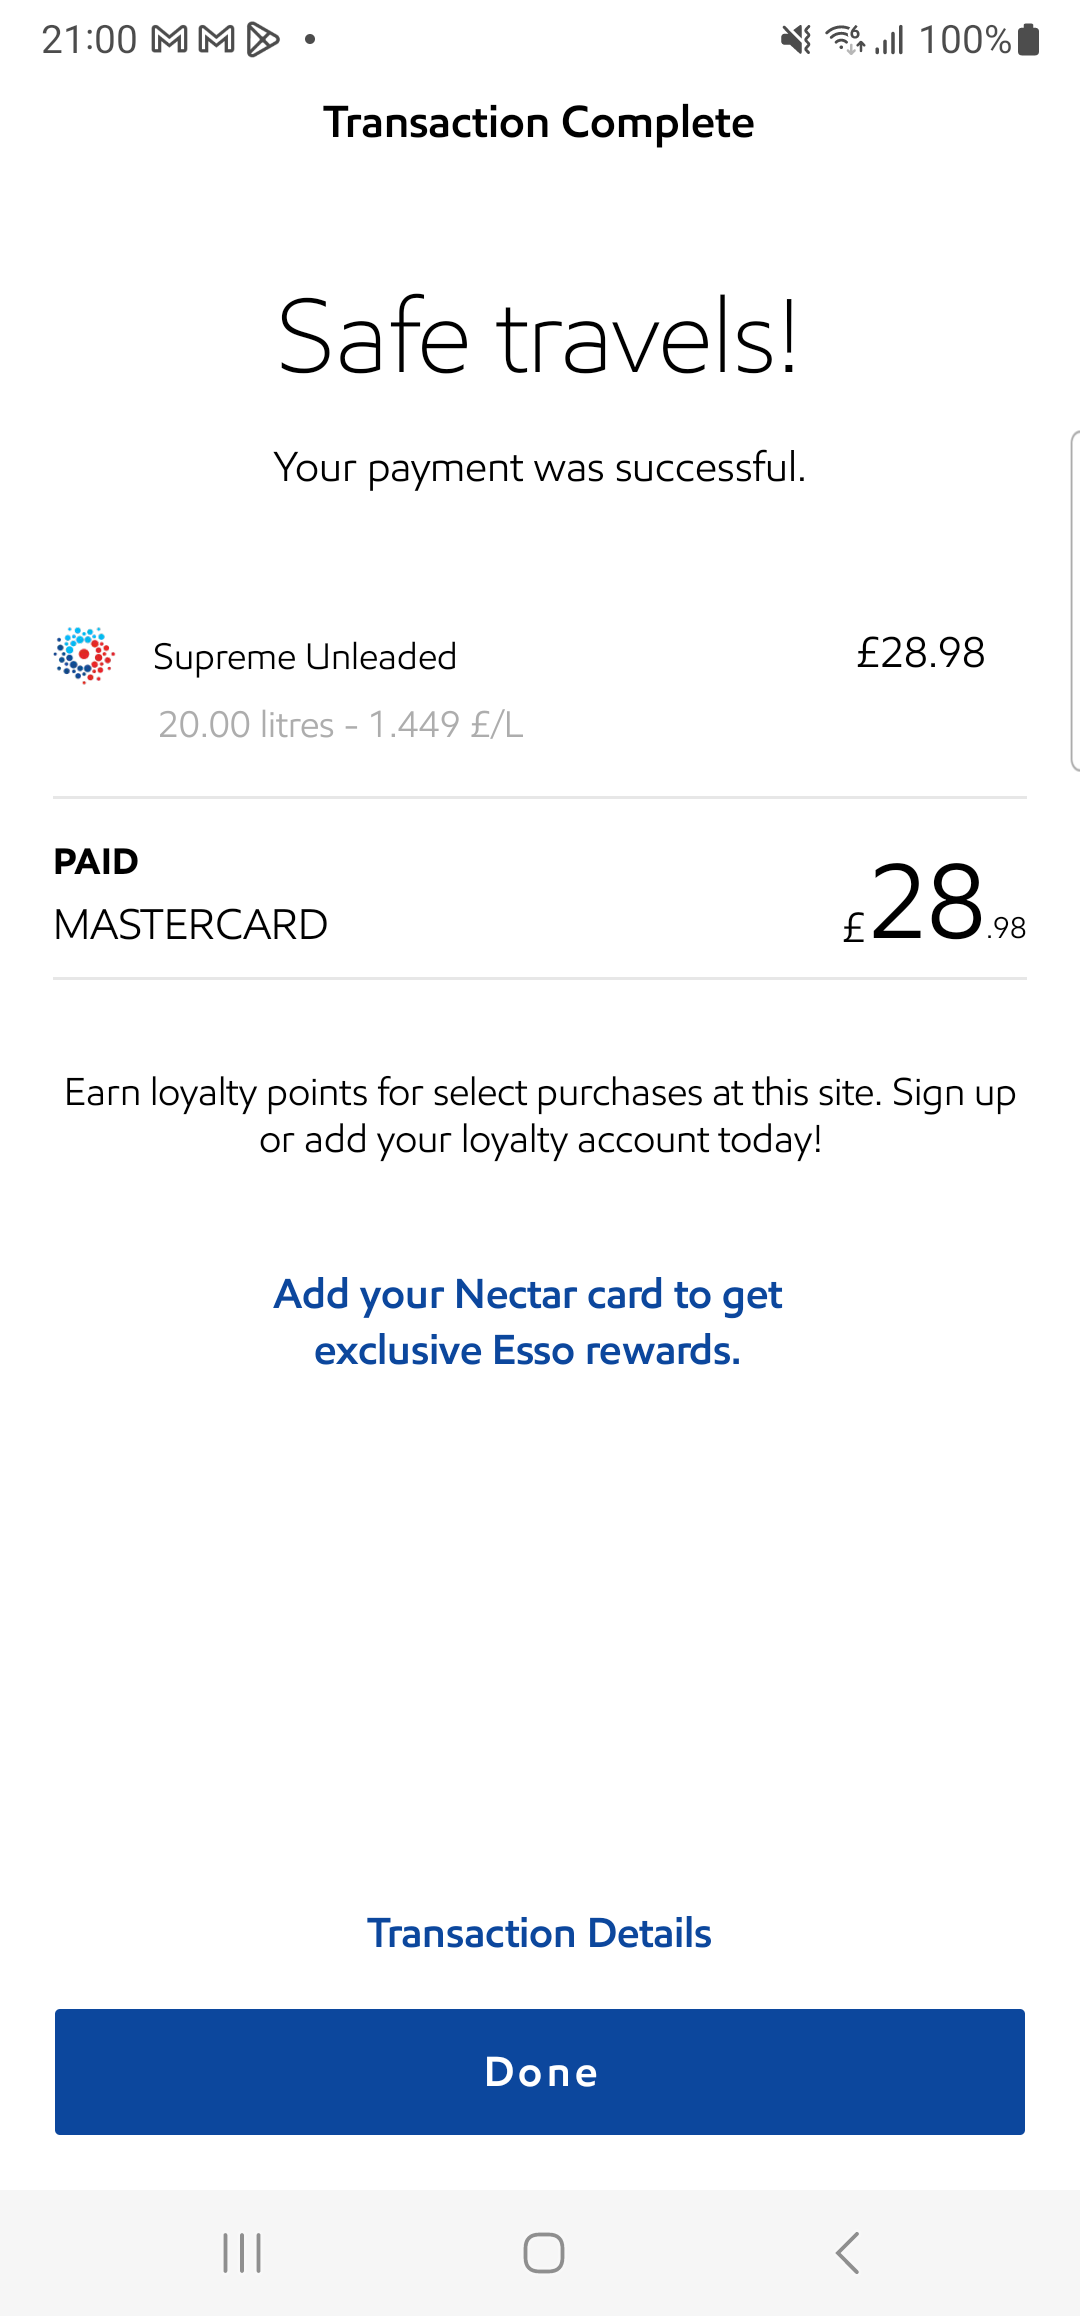 21:00
100%
Transaction Complete
Safe travels!
Your payment was successful.
Supreme Unleaded £28.98
20.00 litres - 1.449 £/L
PAID
MASTERCARD £28.98
Earn loyalty points for select purchases at this site. Sign up
or add your loyalty account today!
Add your Nectar card to get
exclusive Esso rewards.
Transaction Details
Done